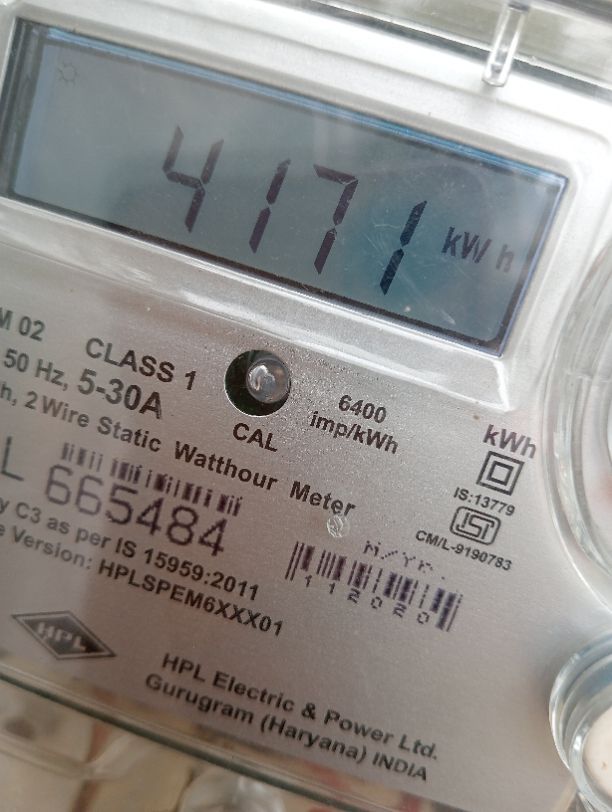 4171 kWh
M 02 CLASS 1
50 Hz, 5-30A
6400
imp/kWh
CAL
h, 2 Wire Static Watthour Meter
kWh
IS:13779
CM/L-9190783
L 665484
y C3 as per IS 15959:2011
e Version: HPLSPEM6XXX01
M/Yr.
112020
HPL
HPL Electric & Power Ltd.
Gurugram (Haryana) INDIA